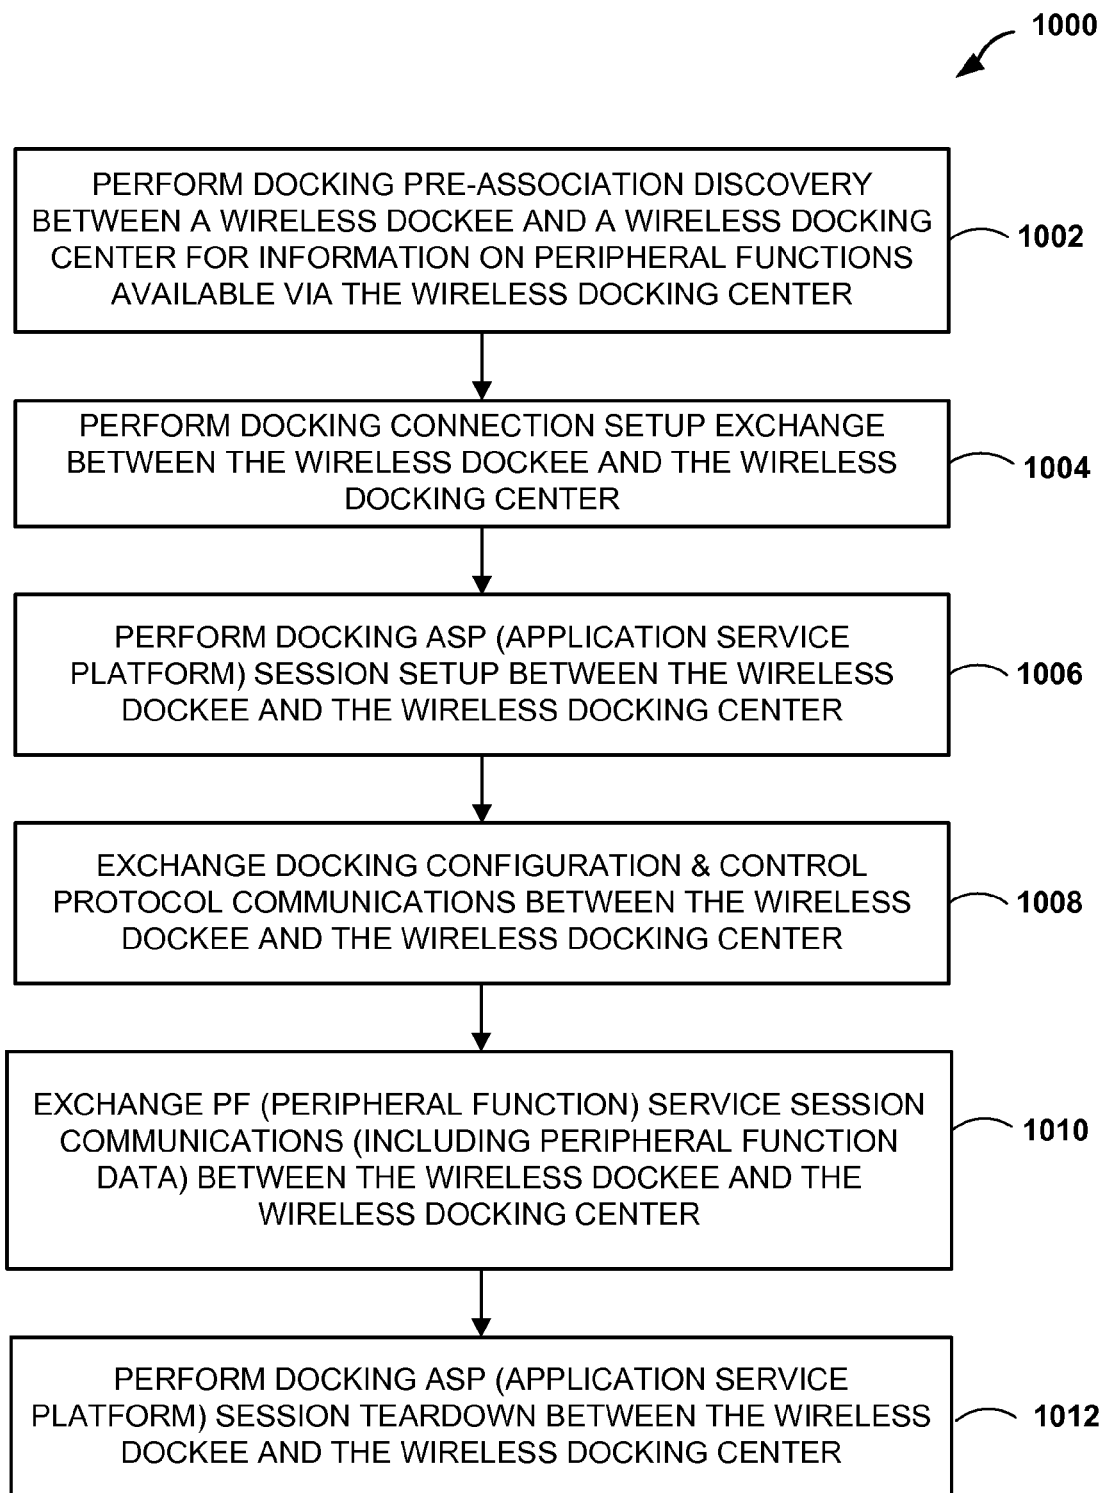 1000
PERFORM DOCKING PRE-ASSOCIATION DISCOVERY
BETWEEN A WIRELESS DOCKEE AND A WIRELESS DOCKING
CENTER FOR INFORMATION ON PERIPHERAL FUNCTIONS
AVAILABLE VIA THE WIRELESS DOCKING CENTER
1002
PERFORM DOCKING CONNECTION SETUP EXCHANGE
BETWEEN THE WIRELESS DOCKEE AND THE WIRELESS
DOCKING CENTER
1004
PERFORM DOCKING ASP (APPLICATION SERVICE
PLATFORM) SESSION SETUP BETWEEN THE WIRELESS
DOCKEE AND THE WIRELESS DOCKING CENTER
1006
EXCHANGE DOCKING CONFIGURATION & CONTROL
PROTOCOL COMMUNICATIONS BETWEEN THE WIRELESS
DOCKEE AND THE WIRELESS DOCKING CENTER
1008
EXCHANGE PF (PERIPHERAL FUNCTION) SERVICE SESSION
COMMUNICATIONS (INCLUDING PERIPHERAL FUNCTION
DATA) BETWEEN THE WIRELESS DOCKEE AND THE
WIRELESS DOCKING CENTER
1010
PERFORM DOCKING ASP (APPLICATION SERVICE
PLATFORM) SESSION TEARDOWN BETWEEN THE WIRELESS
DOCKEE AND THE WIRELESS DOCKING CENTER
1012